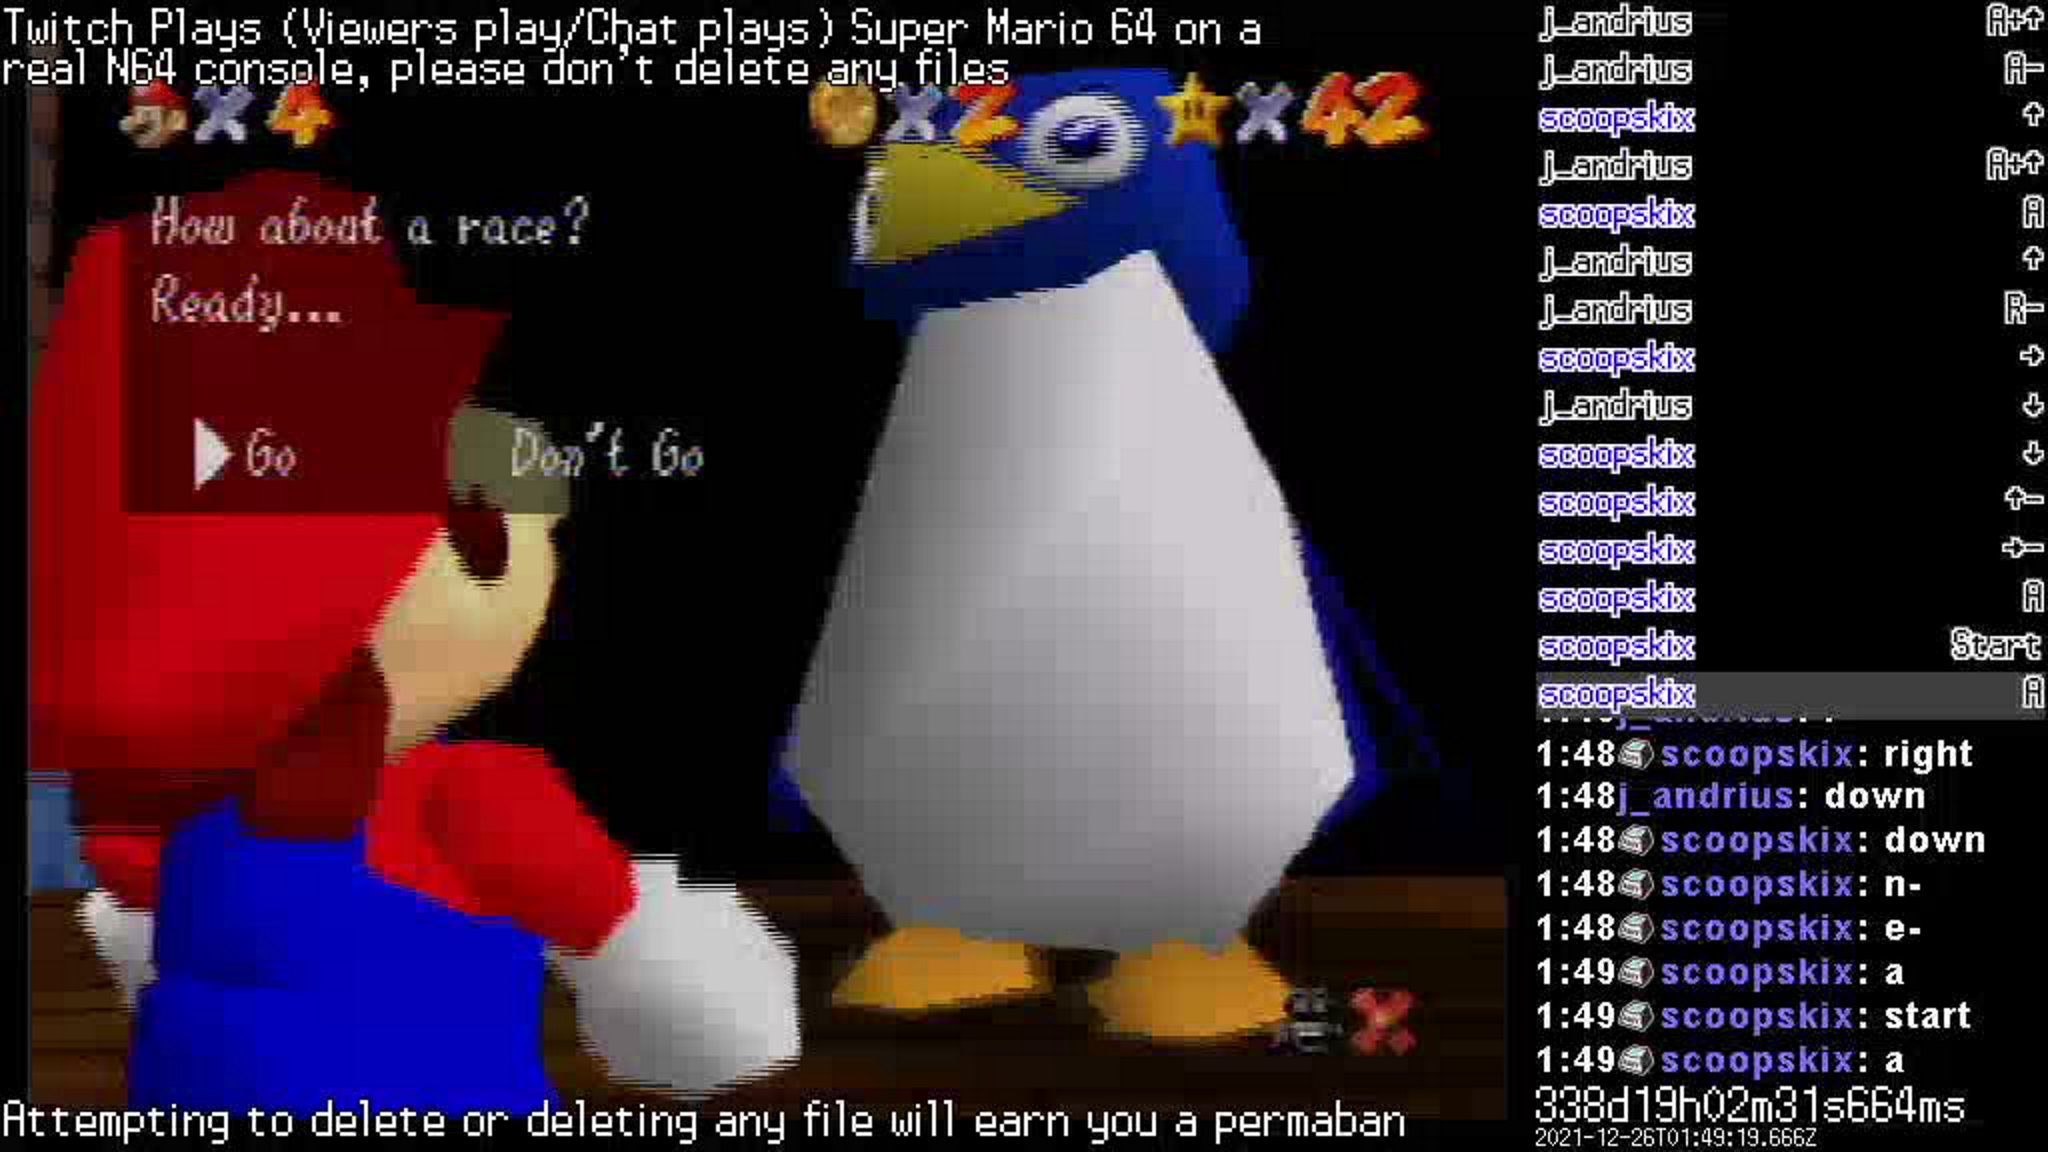 Twitch Plays (Viewers play/Chat plays) Super Mario 64 on a
real N64 console, please don't delete any files
x 4
x 2
x 42
How about a race?
Ready...
Go
Don't Go
Attempting to delete or deleting any file will earn you a permaban
j_andrius A+↑
j_andrius A-
scoopskix ↑
j_andrius A+↑
scoopskix A
j_andrius ↑
j_andrius R-
scoopskix →
j_andrius ↓
scoopskix ↓
scoopskix ↑-
scoopskix →-
scoopskix A
scoopskix Start
scoopskix A
1:48 scoopskix: right
1:48 j_andrius: down
1:48 scoopskix: down
1:48 scoopskix: n-
1:48 scoopskix: e-
1:49 scoopskix: a
1:49 scoopskix: start
1:49 scoopskix: a
338d19h02m31s664ms
2021-12-26T01:49:19.666Z